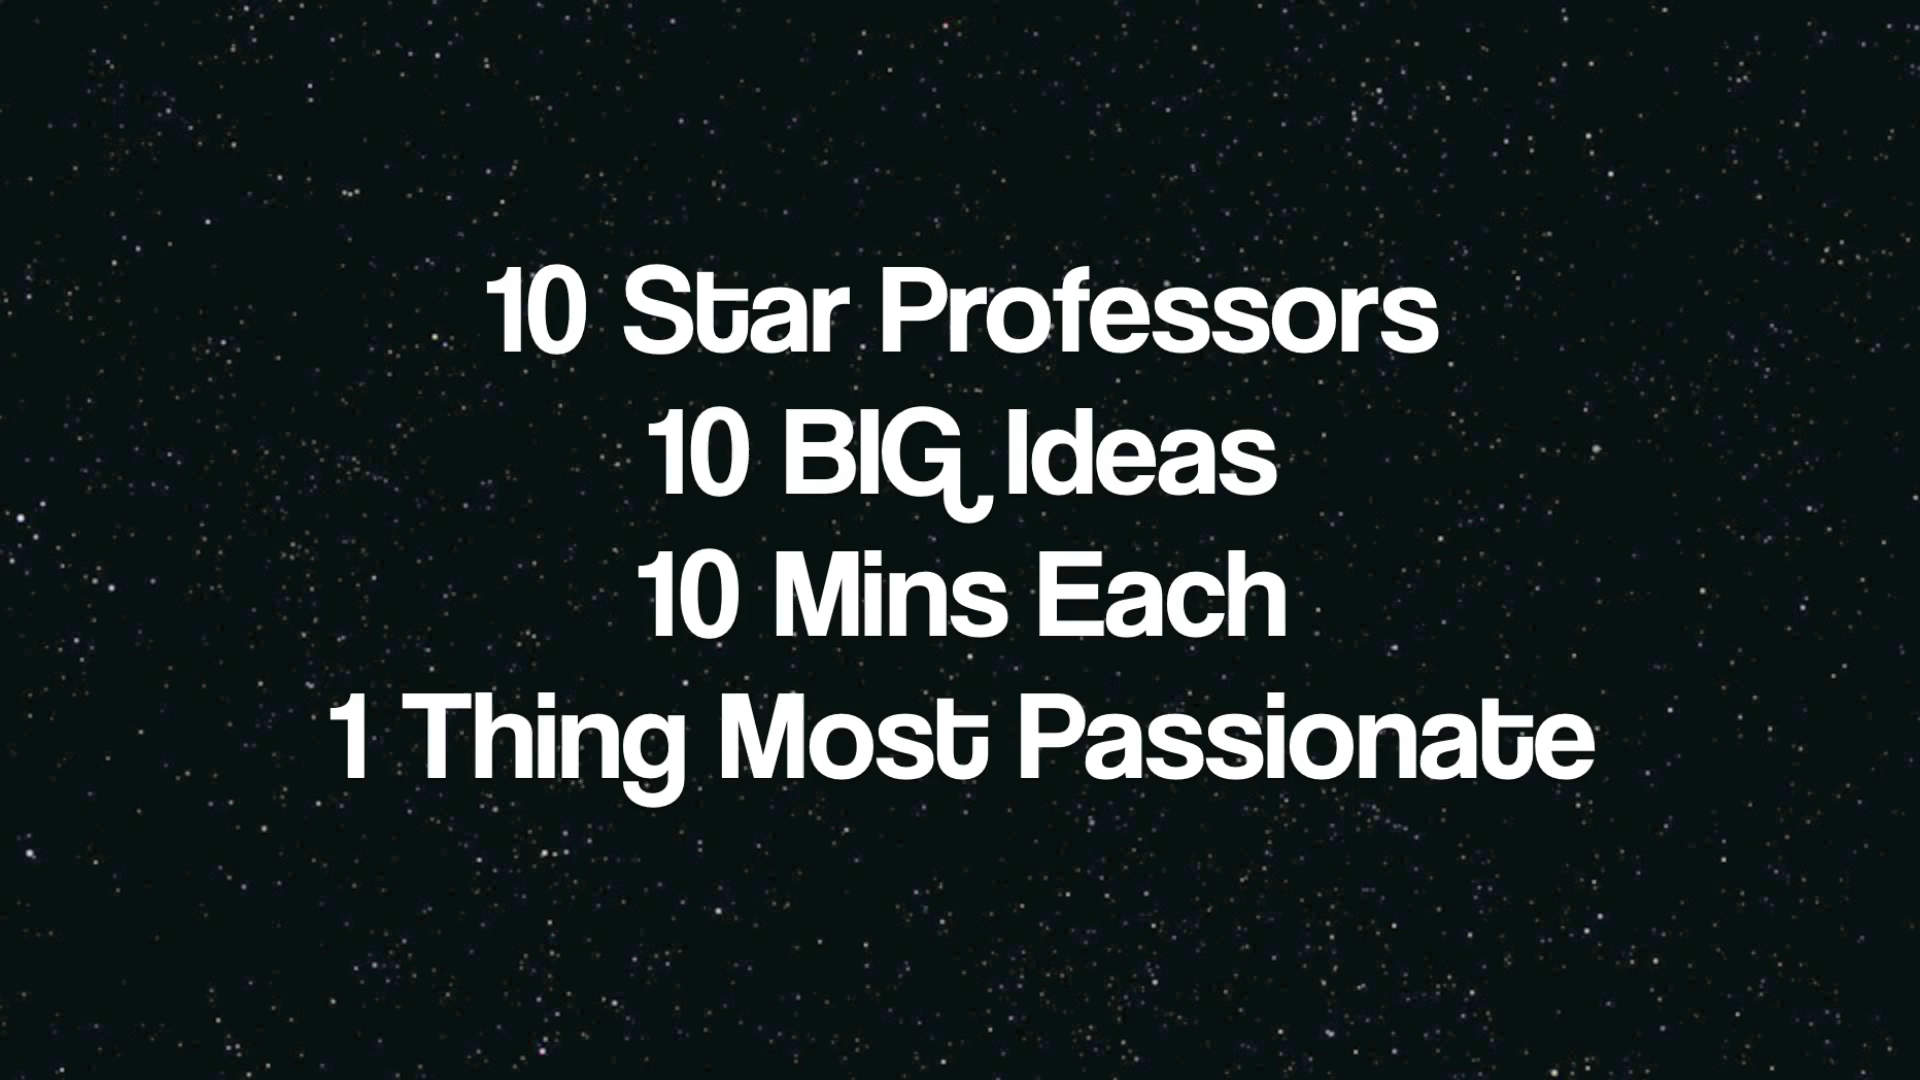 10 Star Professors
10 BIG Ideas
10 Mins Each
1 Thing Most Passionate